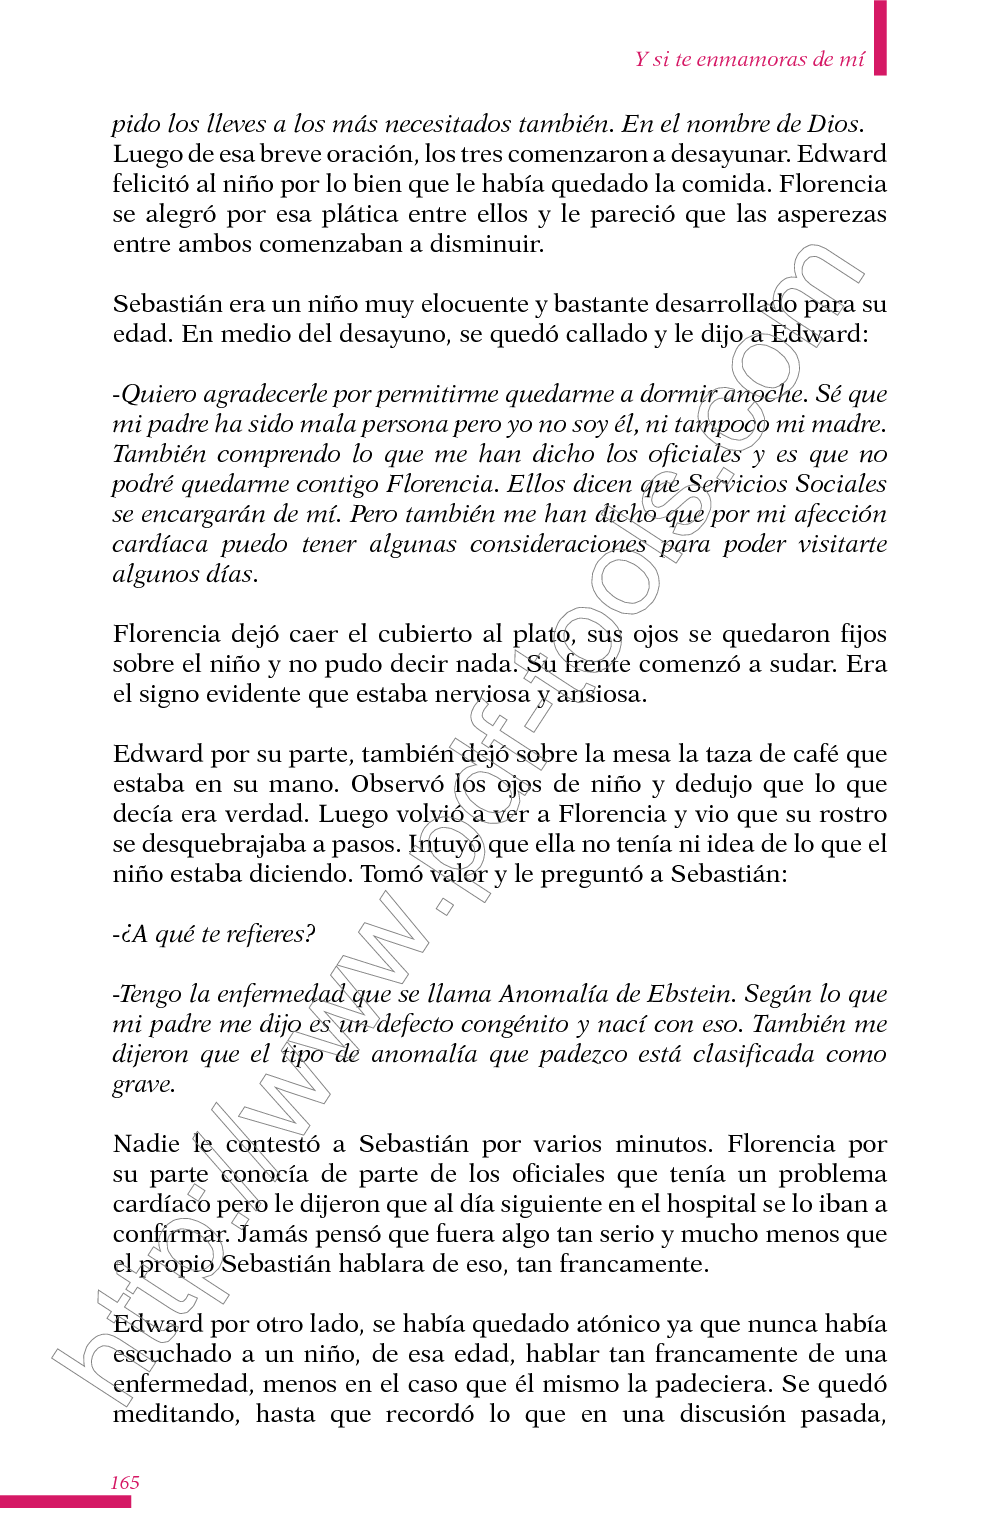 Y si te enmamoras de mí
pido los lleves a los más necesitados también. En el nombre de Dios.
Luego de esa breve oración, los tres comenzaron a desayunar. Edward
felicitó al niño por lo bien que le había quedado la comida. Florencia
se alegró por esa plática entre ellos y le pareció que las asperezas
entre ambos comenzaban a disminuir.
Sebastián era un niño muy elocuente y bastante desarrollado para su
edad. En medio del desayuno, se quedó callado y le dijo a Edward:
-Quiero agradecerle por permitirme quedarme a dormir anoche. Sé que
mi padre ha sido mala persona pero yo no soy él, ni tampoco mi madre.
También comprendo lo que me han dicho los oficiales y es que no
podré quedarme contigo Florencia. Ellos dicen que Servicios Sociales
se encargarán de mí. Pero también me han dicho que por mi afección
cardíaca puedo tener algunas consideraciones para poder visitarte
algunos días.
Florencia dejó caer el cubierto al plato, sus ojos se quedaron fijos
sobre el niño y no pudo decir nada. Su frente comenzó a sudar. Era
el signo evidente que estaba nerviosa y ansiosa.
Edward por su parte, también dejó sobre la mesa la taza de café que
estaba en su mano. Observó los ojos de niño y dedujo que lo que
decía era verdad. Luego volvió a ver a Florencia y vio que su rostro
se desquebrajaba a pasos. Intuyó que ella no tenía ni idea de lo que el
niño estaba diciendo. Tomó valor y le preguntó a Sebastián:
-¿A qué te refieres?
-Tengo la enfermedad que se llama Anomalía de Ebstein. Según lo que
mi padre me dijo es un defecto congénito y nací con eso. También me
dijeron que el tipo de anomalía que padezco está clasificada como
grave.
Nadie le contestó a Sebastián por varios minutos. Florencia por
su parte conocía de parte de los oficiales que tenía un problema
cardíaco pero le dijeron que al día siguiente en el hospital se lo iban a
confirmar. Jamás pensó que fuera algo tan serio y mucho menos que
el propio Sebastián hablara de eso, tan francamente.
Edward por otro lado, se había quedado atónico ya que nunca había
escuchado a un niño, de esa edad, hablar tan francamente de una
enfermedad, menos en el caso que él mismo la padeciera. Se quedó
meditando, hasta que recordó lo que en una discusión pasada,
165
http://www.pdf-tools.com